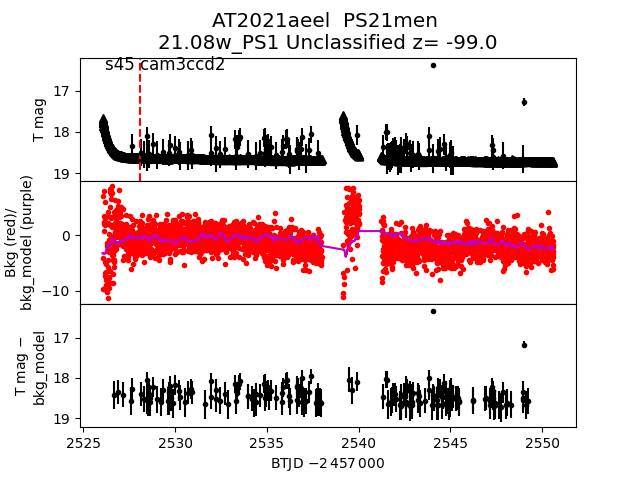 AT2021aeel  PS21men
21.08w_PS1 Unclassified z= -99.0
s45 cam3ccd2
T mag
17
18
19
Bkg (red)/
bkg_model (purple)
0
−10
T mag −
bkg_model
17
18
19
2525
2530
2535
2540
2545
2550
BTJD −2 457 000